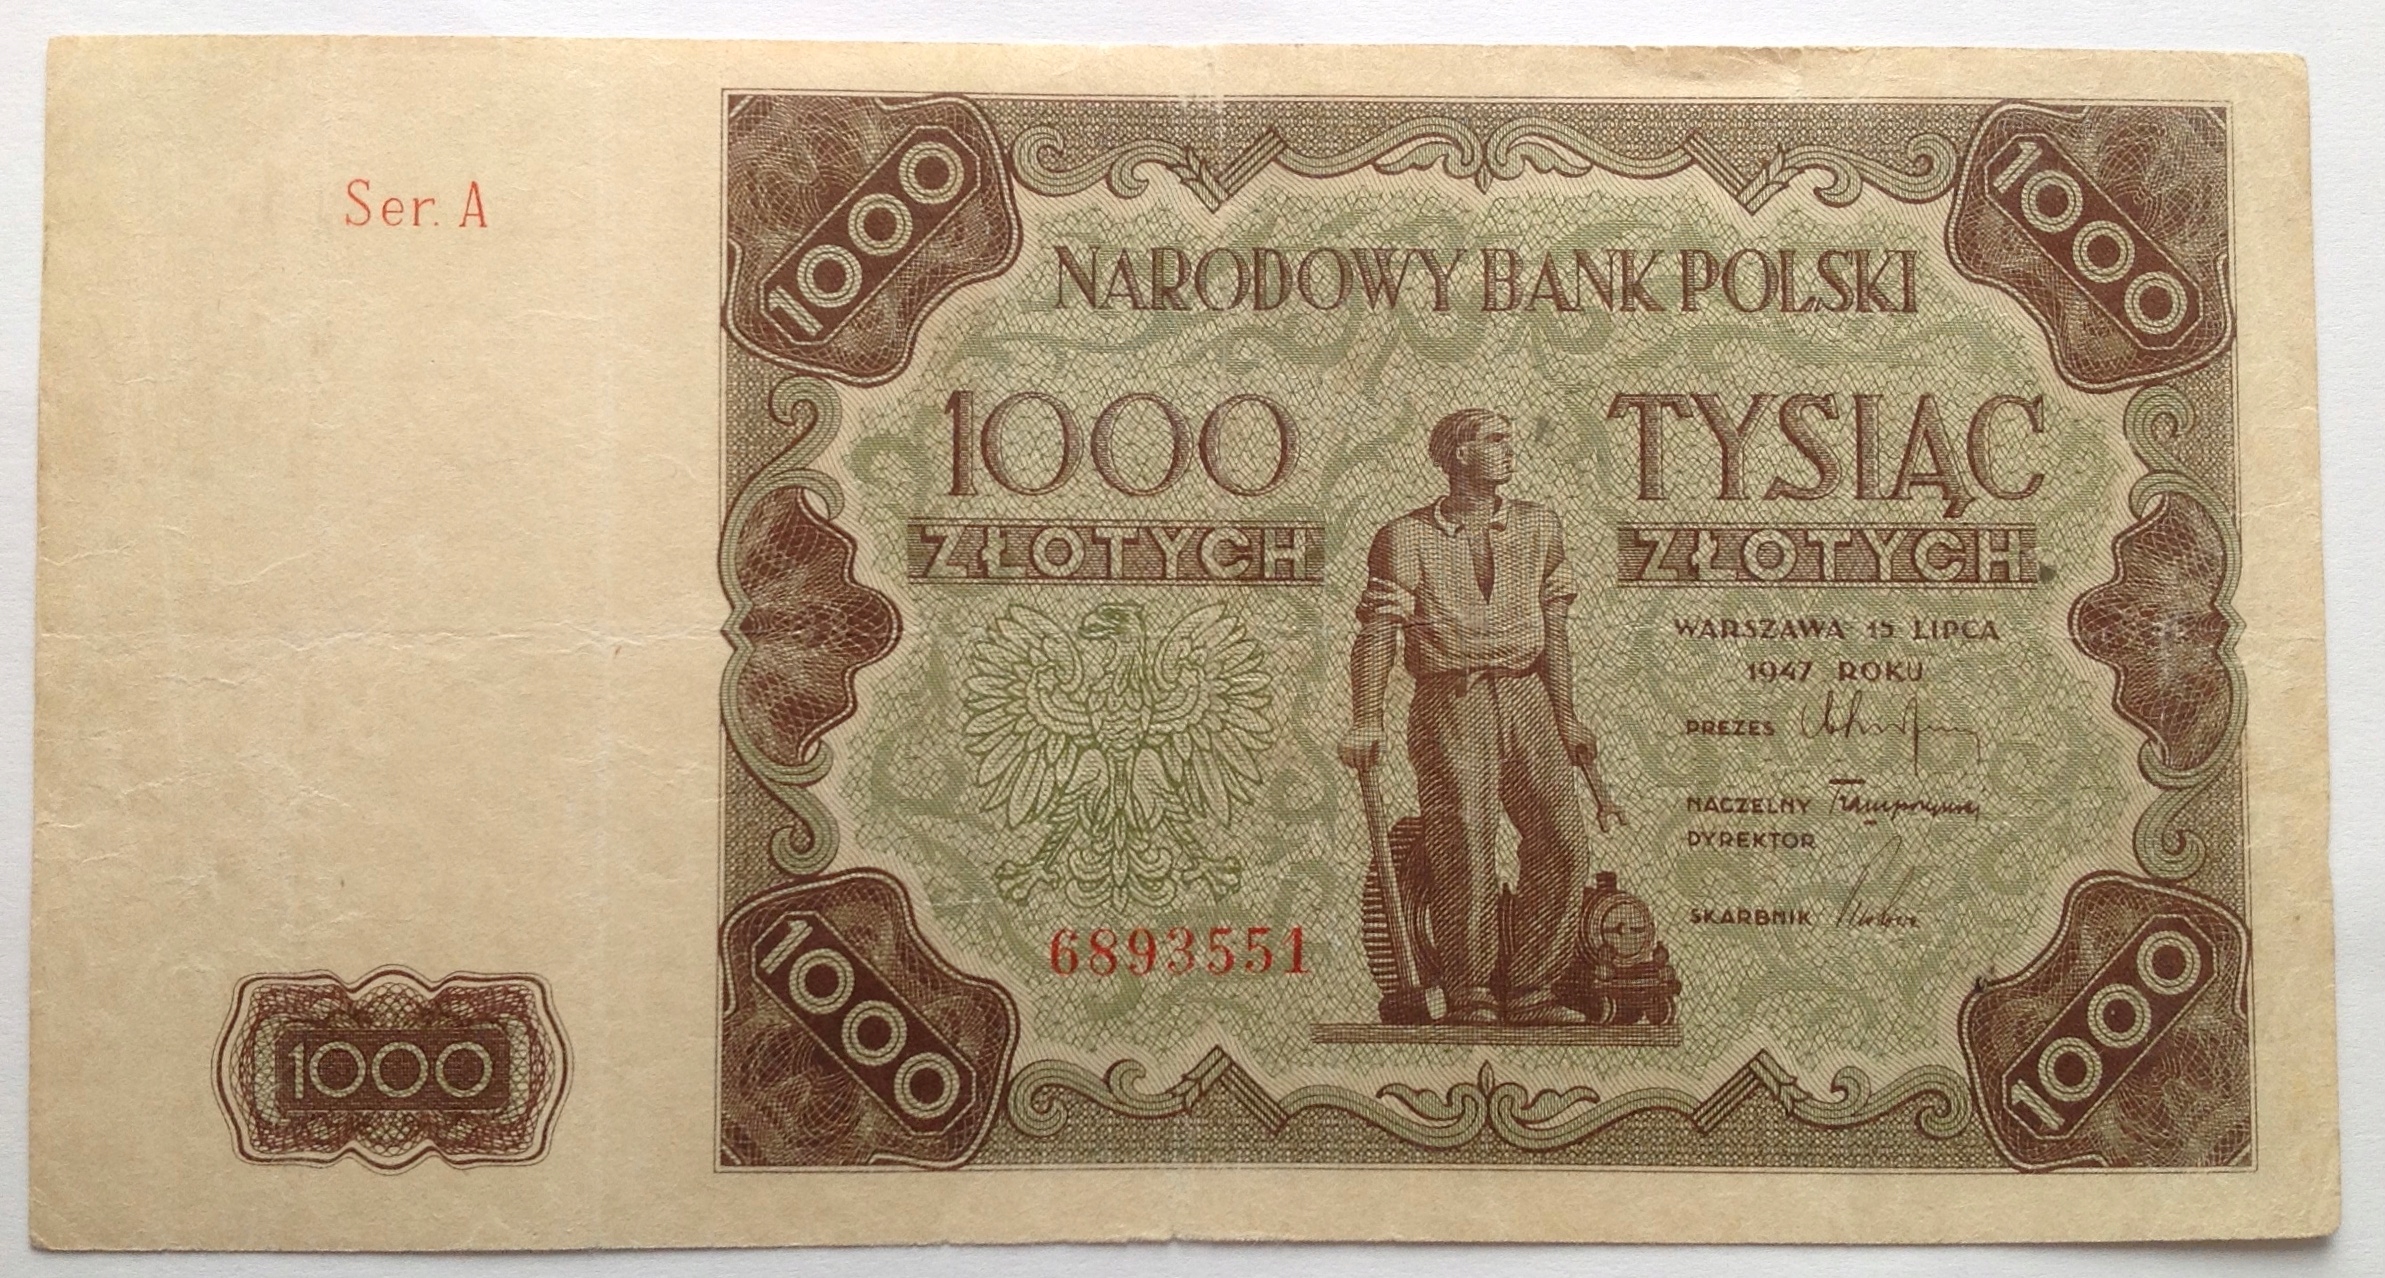 Ser. A
1000
1000
NARODOWY BANK POLSKI
1000 TYSIĄC
ZŁOTYCH ZŁOTYCH
WARSZAWA 15 LIPCA
1947 ROKU
PREZES
NACZELNY
DYREKTOR
SKARBNIK
6893551
1000
1000
1000